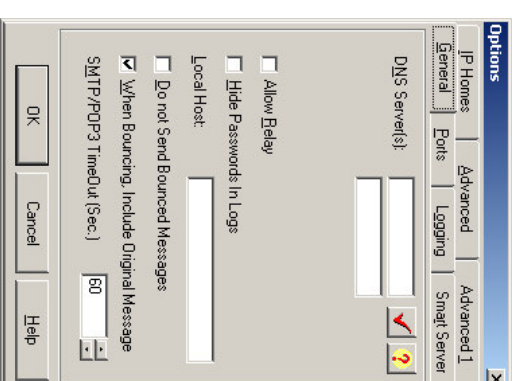 Options
IP Homes Advanced Advanced 1
General Ports Logging Smart Server
DNS Server(s):
Allow Relay
Hide Passwords In Logs
Local Host:
Do not Send Bounced Messages
When Bouncing, Include Original Message
SMTP/POP3 TimeOut (Sec.) 60
OK Cancel Help